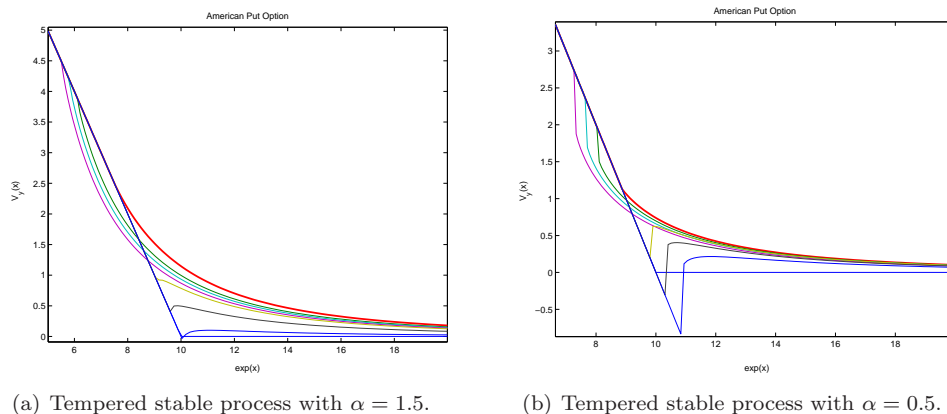 American Put Option
5
4.5
4
3.5
3
2.5
2
1.5
1
0.5
0
V_y(x)
6 8 10 12 14 16 18
exp(x)
(a) Tempered stable process with α = 1.5.
American Put Option
3
2.5
2
1.5
1
0.5
0
−0.5
V_y(x)
8 10 12 14 16 18
exp(x)
(b) Tempered stable process with α = 0.5.